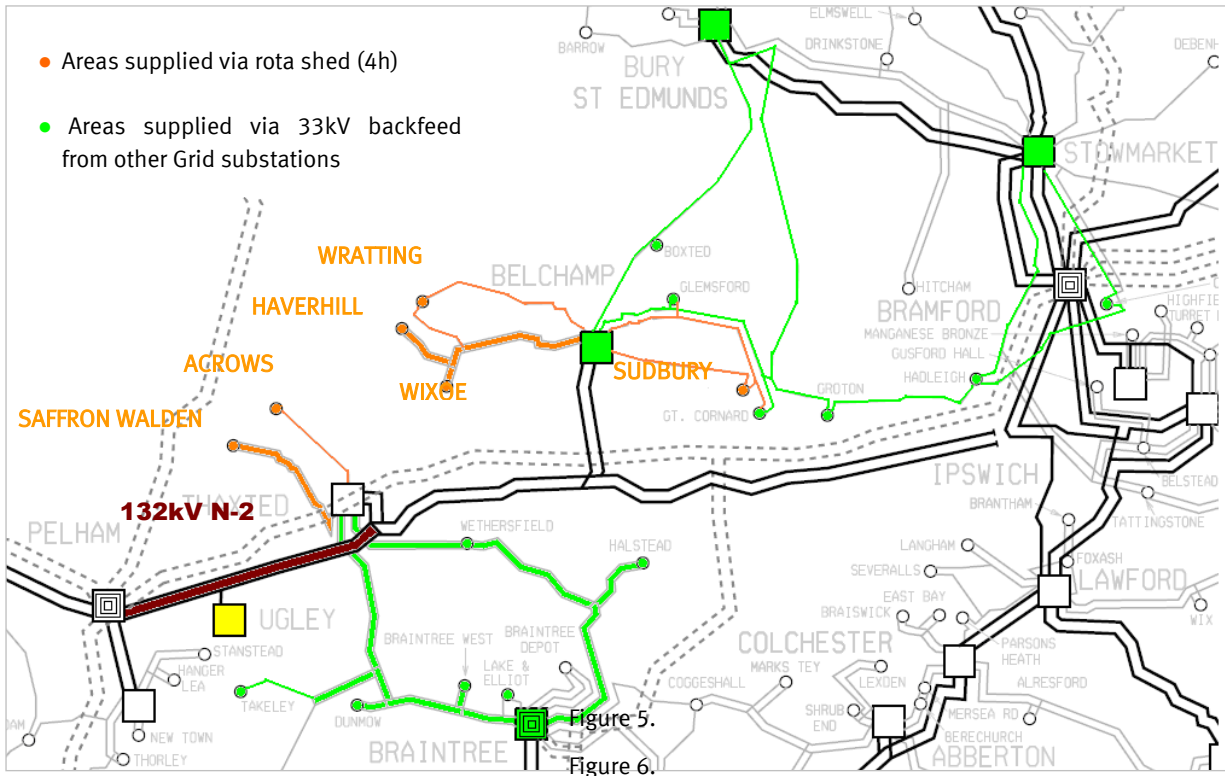 ELMSWELL
BARROW
DRINKSTONE
BURY
ST EDMUNDS
STOWMARKET
● Areas supplied via rota shed (4h)
● Areas supplied via 33kV backfeed
from other Grid substations
WRATTING
HAVERHILL
ACROWS
WIXOE
SAFFRON WALDEN
BELCHAMP
BOXTED
GLEMSFORD
SUDBURY
GT. CORNARD
GROTON
HITCHAM
BRAMFORD
MANGANESE BRONZE
GUSFORD HALL
HADLEIGH
IPSWICH
BELSTEAD
BRANTHAM
TATTINGSTONE
THAXTED
132kV N-2
PELHAM
WETHERSFIELD
HALSTEAD
UGLEY
STANSTEAD
HANGER
LEA
TAKELEY
NEW TOWN
THORLEY
BRAINTREE WEST
BRAINTREE
DEPOT
LAKE &
ELLIOT
DUNMOW
BRAINTREE
Figure 5.
Figure 6.
LANGHAM
SEVERALLS
FOXASH
LAWFORD
EAST BAY
BRAISWICK
WIX
COLCHESTER
PARSONS
HEATH
MARKS TEY
COGGESHALL
LEXDEN
ALRESFORD
SHRUB
END
MERSEA RD
BERECHURCH
ABBERTON